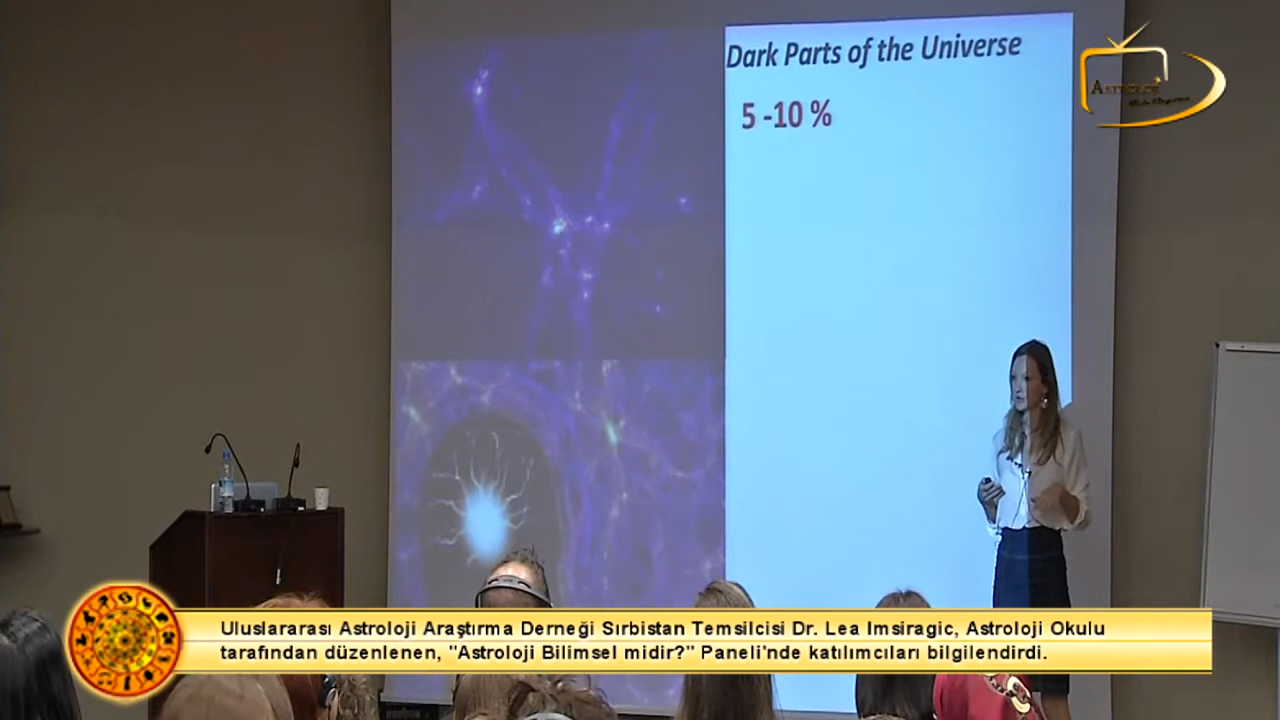 Dark Parts of the Universe
5 -10 %
ASTROLOJİ
Uluslararası Astroloji Araştırma Derneği Sırbistan Temsilcisi Dr. Lea Imsiragic, Astroloji Okulu
tarafından düzenlenen, "Astroloji Bilimsel midir?" Paneli'nde katılımcıları bilgilendirdi.